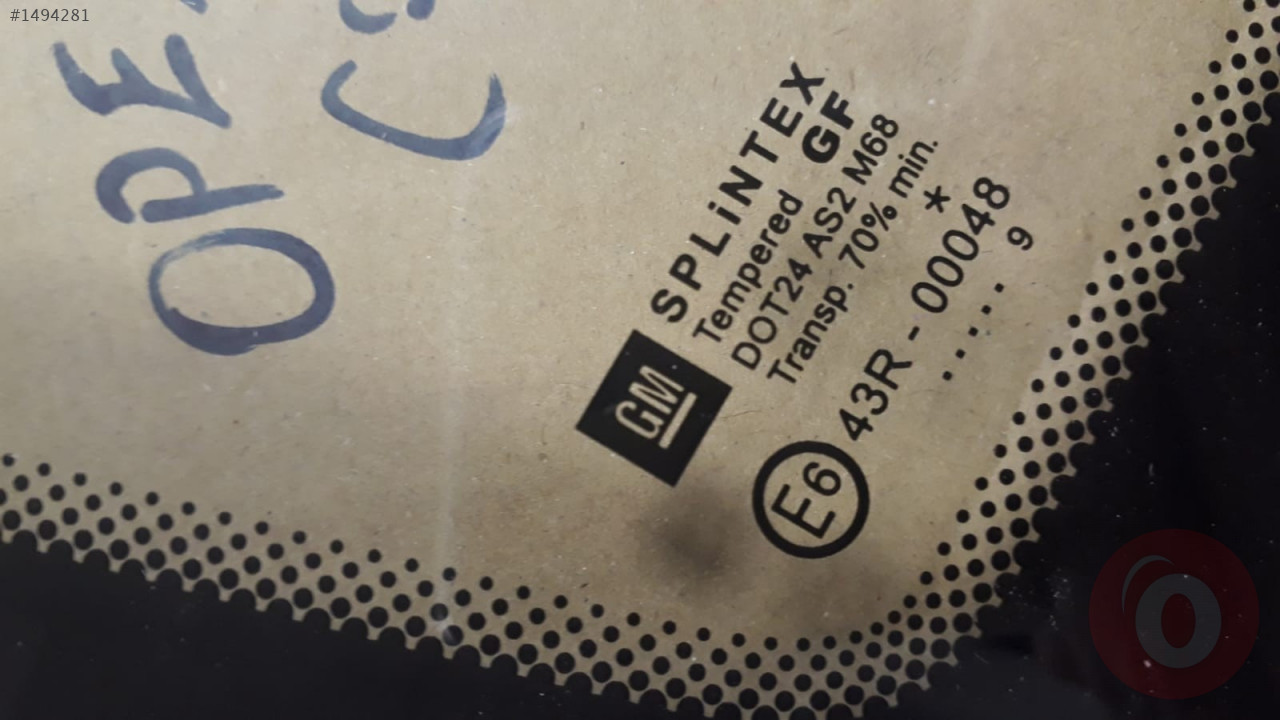 #1494281
SPLiNTEX
Tempered GF
DOT24 AS2 M68
Transp. 70% min.
*
GM
E6 43R - 00048
..... 9